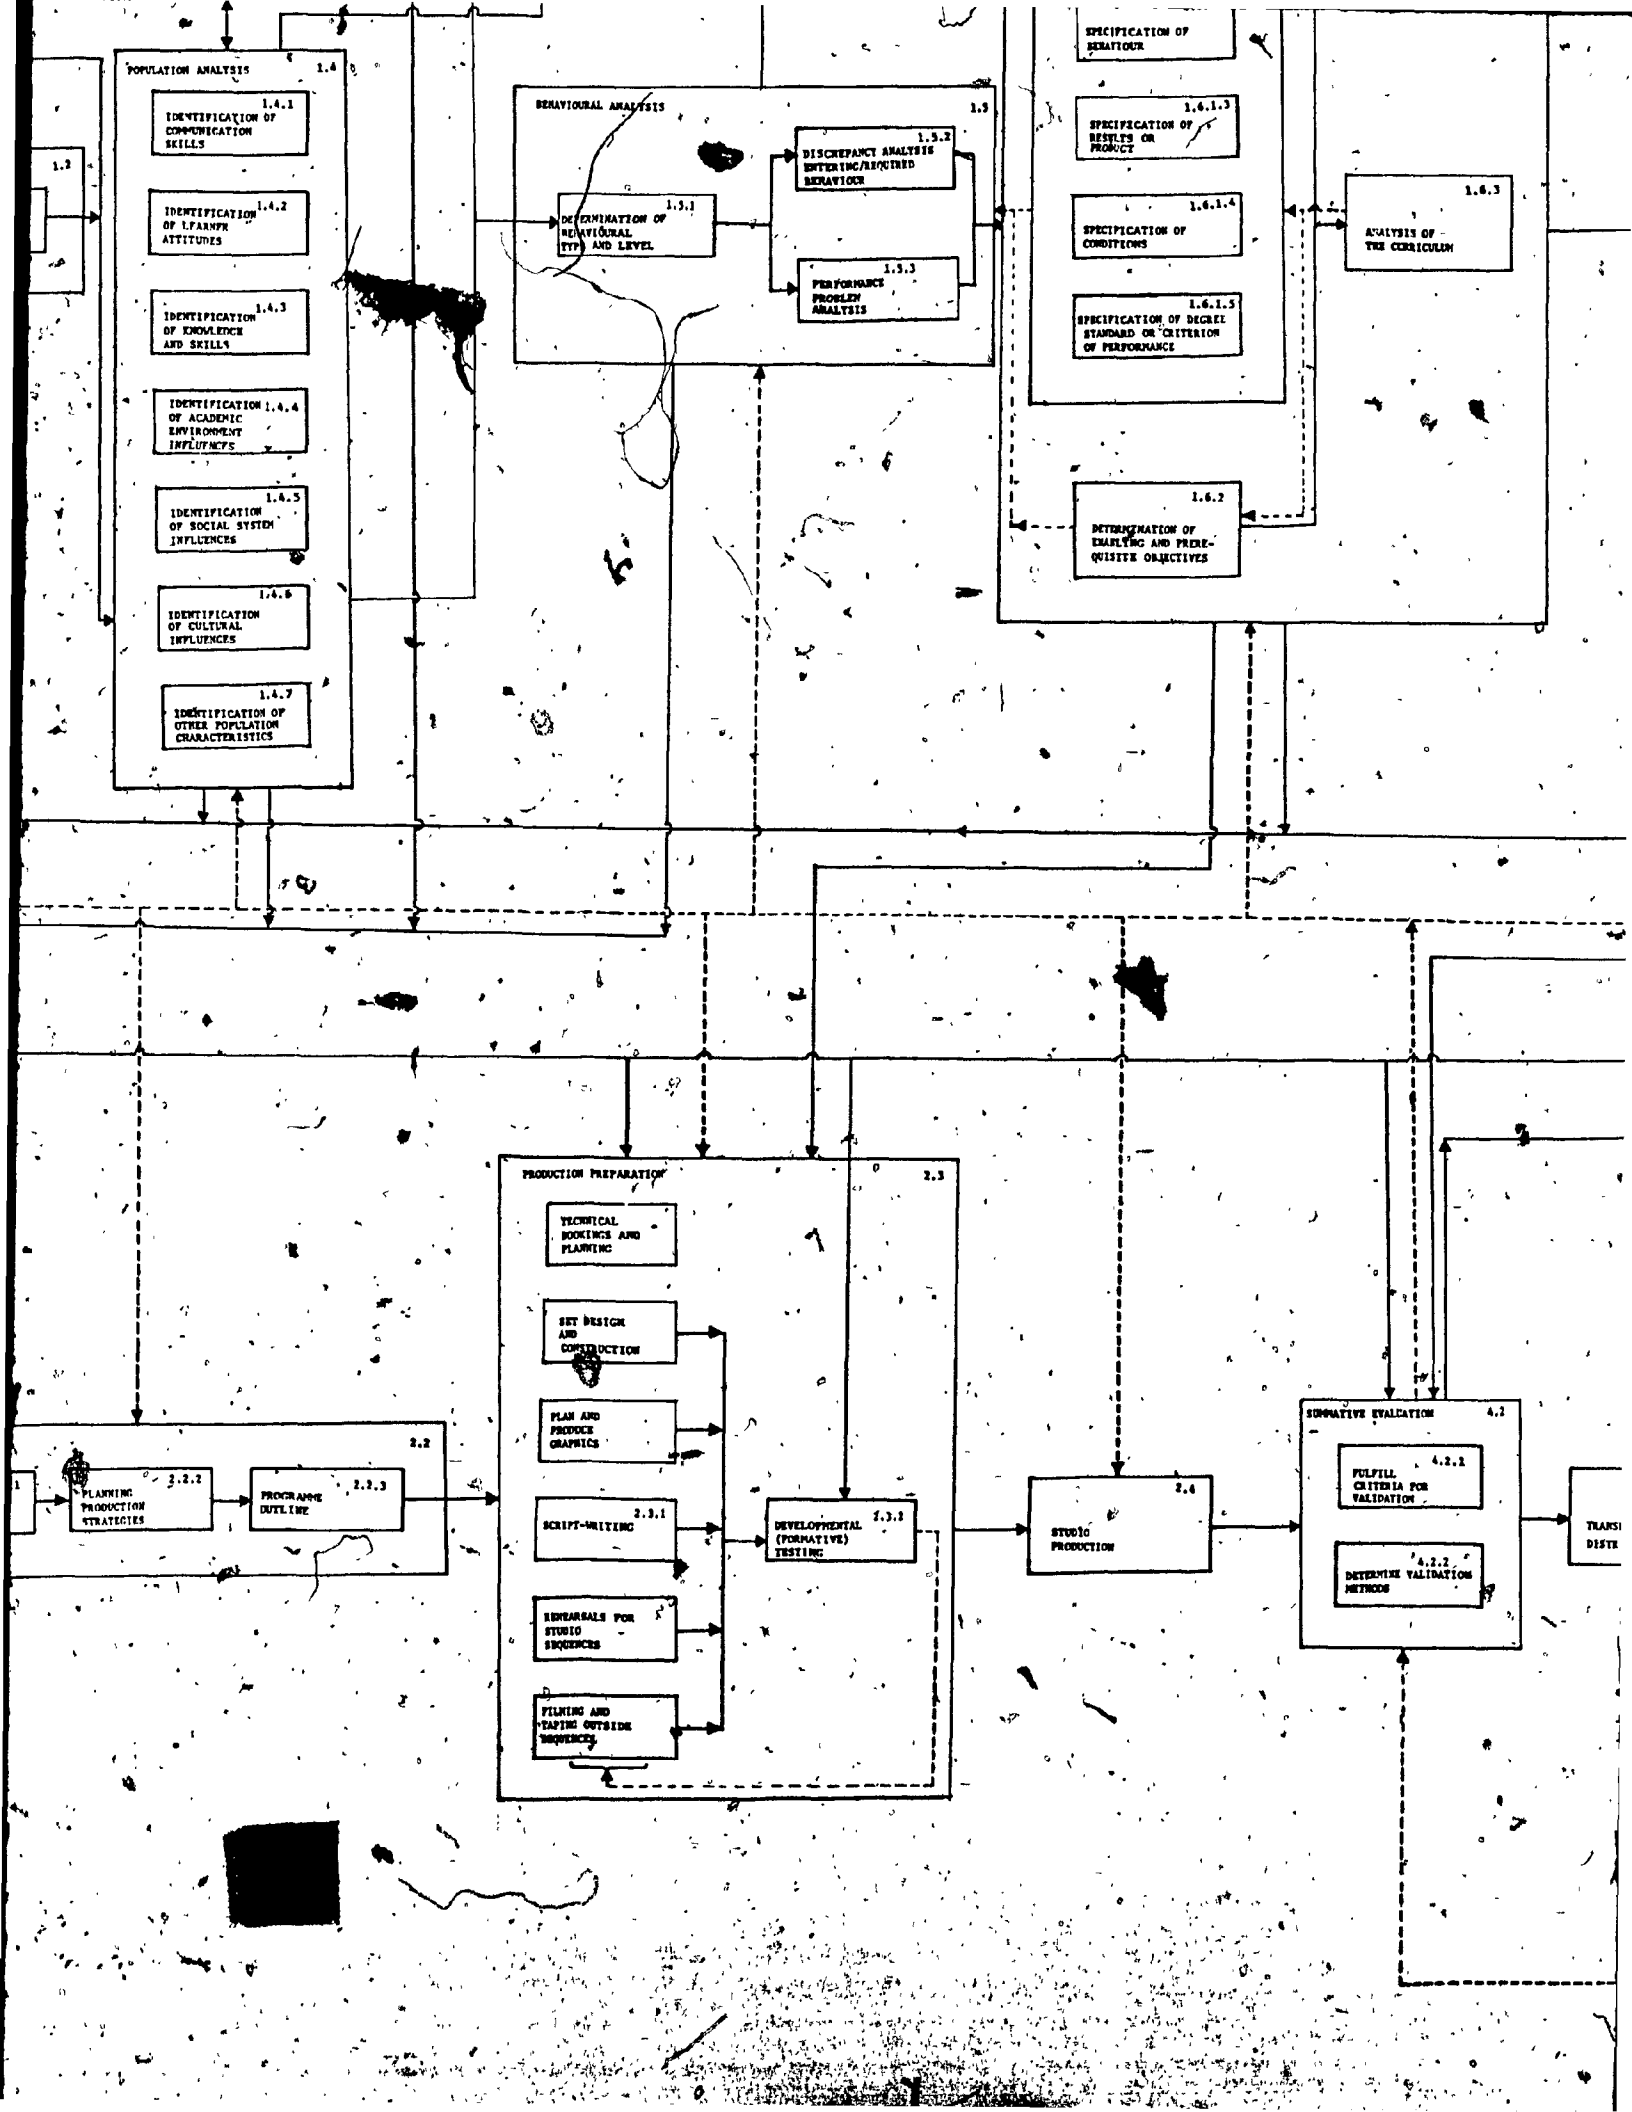 1.2
POPULATION ANALYSIS 1.4
1.4.1
IDENTIFICATION OF
COMMUNICATION
SKILLS
1.4.2
IDENTIFICATION
OF LEARNER
ATTITUDES
1.4.3
IDENTIFICATION
OF KNOWLEDGE
AND SKILLS
IDENTIFICATION 1.4.4
OF ACADEMIC
ENVIRONMENT
INFLUENCES
1.4.5
IDENTIFICATION
OF SOCIAL SYSTEM
INFLUENCES
1.4.6
IDENTIFICATION
OF CULTURAL
INFLUENCES
1.4.7
IDENTIFICATION OF
OTHER POPULATION
CHARACTERISTICS
BEHAVIOURAL ANALYSIS 1.5
1.5.1
DETERMINATION OF
BEHAVIOURAL
TYPE AND LEVEL
1.5.2
DISCREPANCY ANALYSIS
ENTERING/REQUIRED
BEHAVIOUR
1.5.3
PERFORMANCE
PROBLEM
ANALYSIS
SPECIFICATION OF
BEHAVIOUR
1.6.1.3
SPECIFICATION OF
RESULTS OR
PRODUCT
1.6.1.4
SPECIFICATION OF
CONDITIONS
1.6.1.5
SPECIFICATION OF DEGREE
STANDARD OR CRITERION
OF PERFORMANCE
1.6.2
DETERMINATION OF
ENABLING AND PRERE-
QUISITE OBJECTIVES
1.6.3
ANALYSIS OF
THE CURRICULUM
2.2
1
2.2.2
PLANNING
PRODUCTION
STRATEGIES
2.2.3
PROGRAMME
OUTLINE
PRODUCTION PREPARATION 2.3
TECHNICAL
BOOKINGS AND
PLANNING
SET DESIGN
AND
CONSTRUCTION
PLAN AND
PRODUCE
GRAPHICS
2.3.1
SCRIPT-WRITING
REHEARSALS FOR
STUDIO
SEQUENCES
FILMING AND
TAPING OUTSIDE
SEQUENCES
2.3.2
DEVELOPMENTAL
(FORMATIVE)
TESTING
2.4
STUDIO
PRODUCTION
SUMMATIVE EVALUATION 4.2
4.2.1
FULFILL
CRITERIA FOR
VALIDATION
4.2.2
DETERMINE VALIDATION
METHODS
TRANS
DISTR